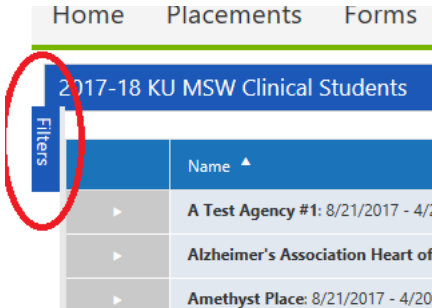 Home Placements Forms
2017-18 KU MSW Clinical Students
Filters
Name
A Test Agency #1: 8/21/2017 - 4/2
Alzheimer's Association Heart of
Amethyst Place: 8/21/2017 - 4/20